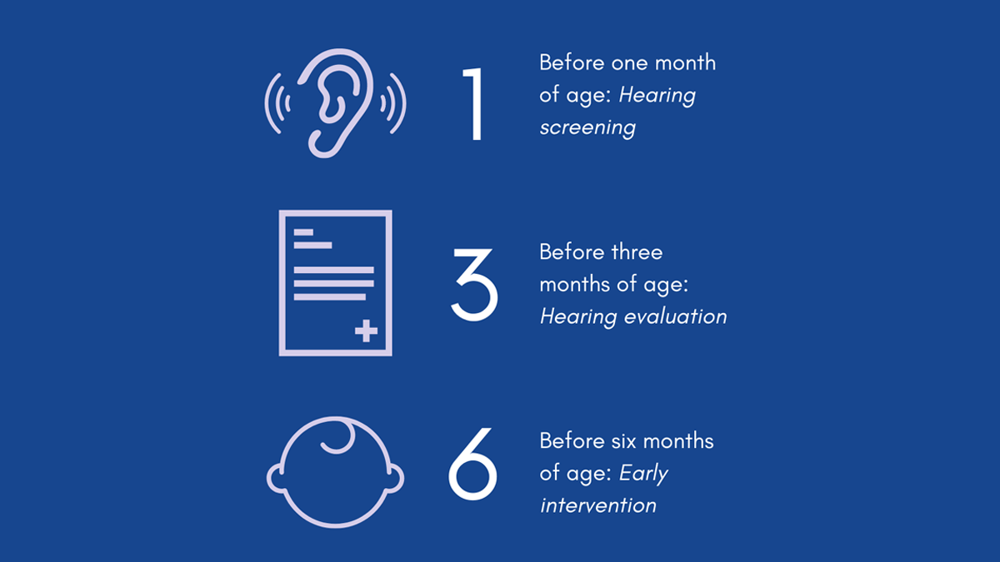 1
Before one month
of age: Hearing
screening
3
Before three
months of age:
Hearing evaluation
6
Before six months
of age: Early
intervention